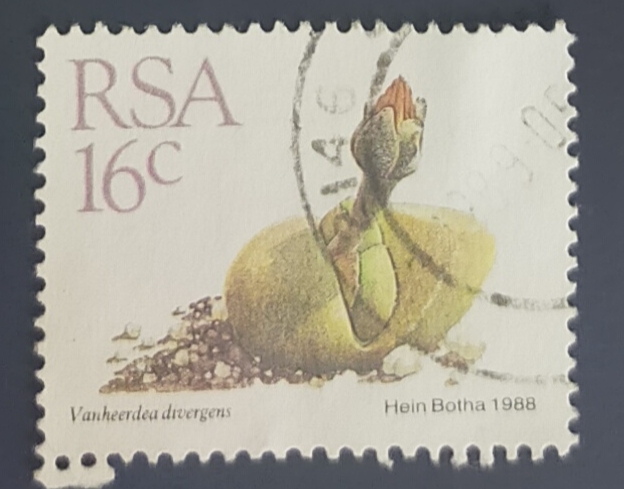 RSA
16c
Vanheerdea divergens
Hein Botha 1988